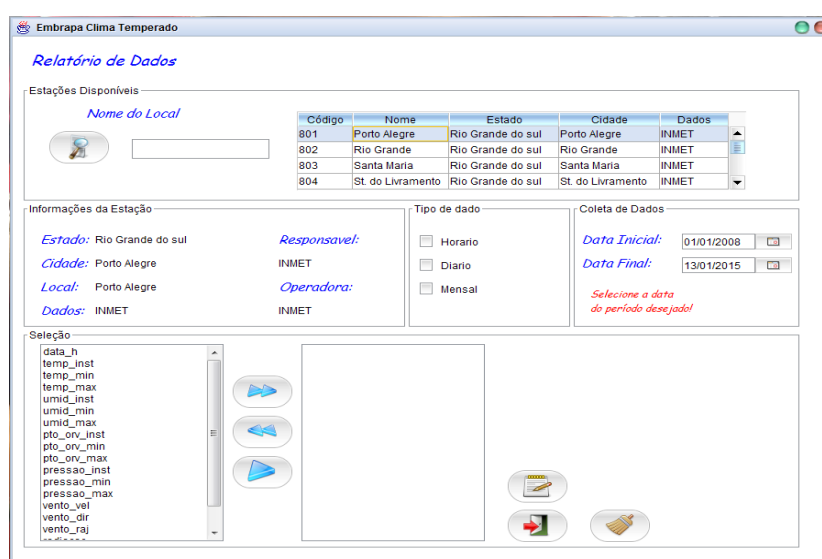 Embrapa Clima Temperado
Relatório de Dados
Estações Disponíveis
Nome do Local
Código Nome Estado Cidade Dados
801 Porto Alegre Rio Grande do sul Porto Alegre INMET
802 Rio Grande Rio Grande do sul Rio Grande INMET
803 Santa Maria Rio Grande do sul Santa Maria INMET
804 St. do Livramento Rio Grande do sul St. do Livramento INMET
Informações da Estação
Estado: Rio Grande do sul Responsavel:
Cidade: Porto Alegre INMET
Local: Porto Alegre Operadora:
Dados: INMET INMET
Tipo de dado
Horario
Diario
Mensal
Coleta de Dados
Data Inicial: 01/01/2008
Data Final: 13/01/2015
Selecione a data
do período desejado!
Seleção
data_h
temp_inst
temp_min
temp_max
umid_inst
umid_min
umid_max
pto_orv_inst
pto_orv_min
pto_orv_max
pressao_inst
pressao_min
pressao_max
vento_vel
vento_dir
vento_raj